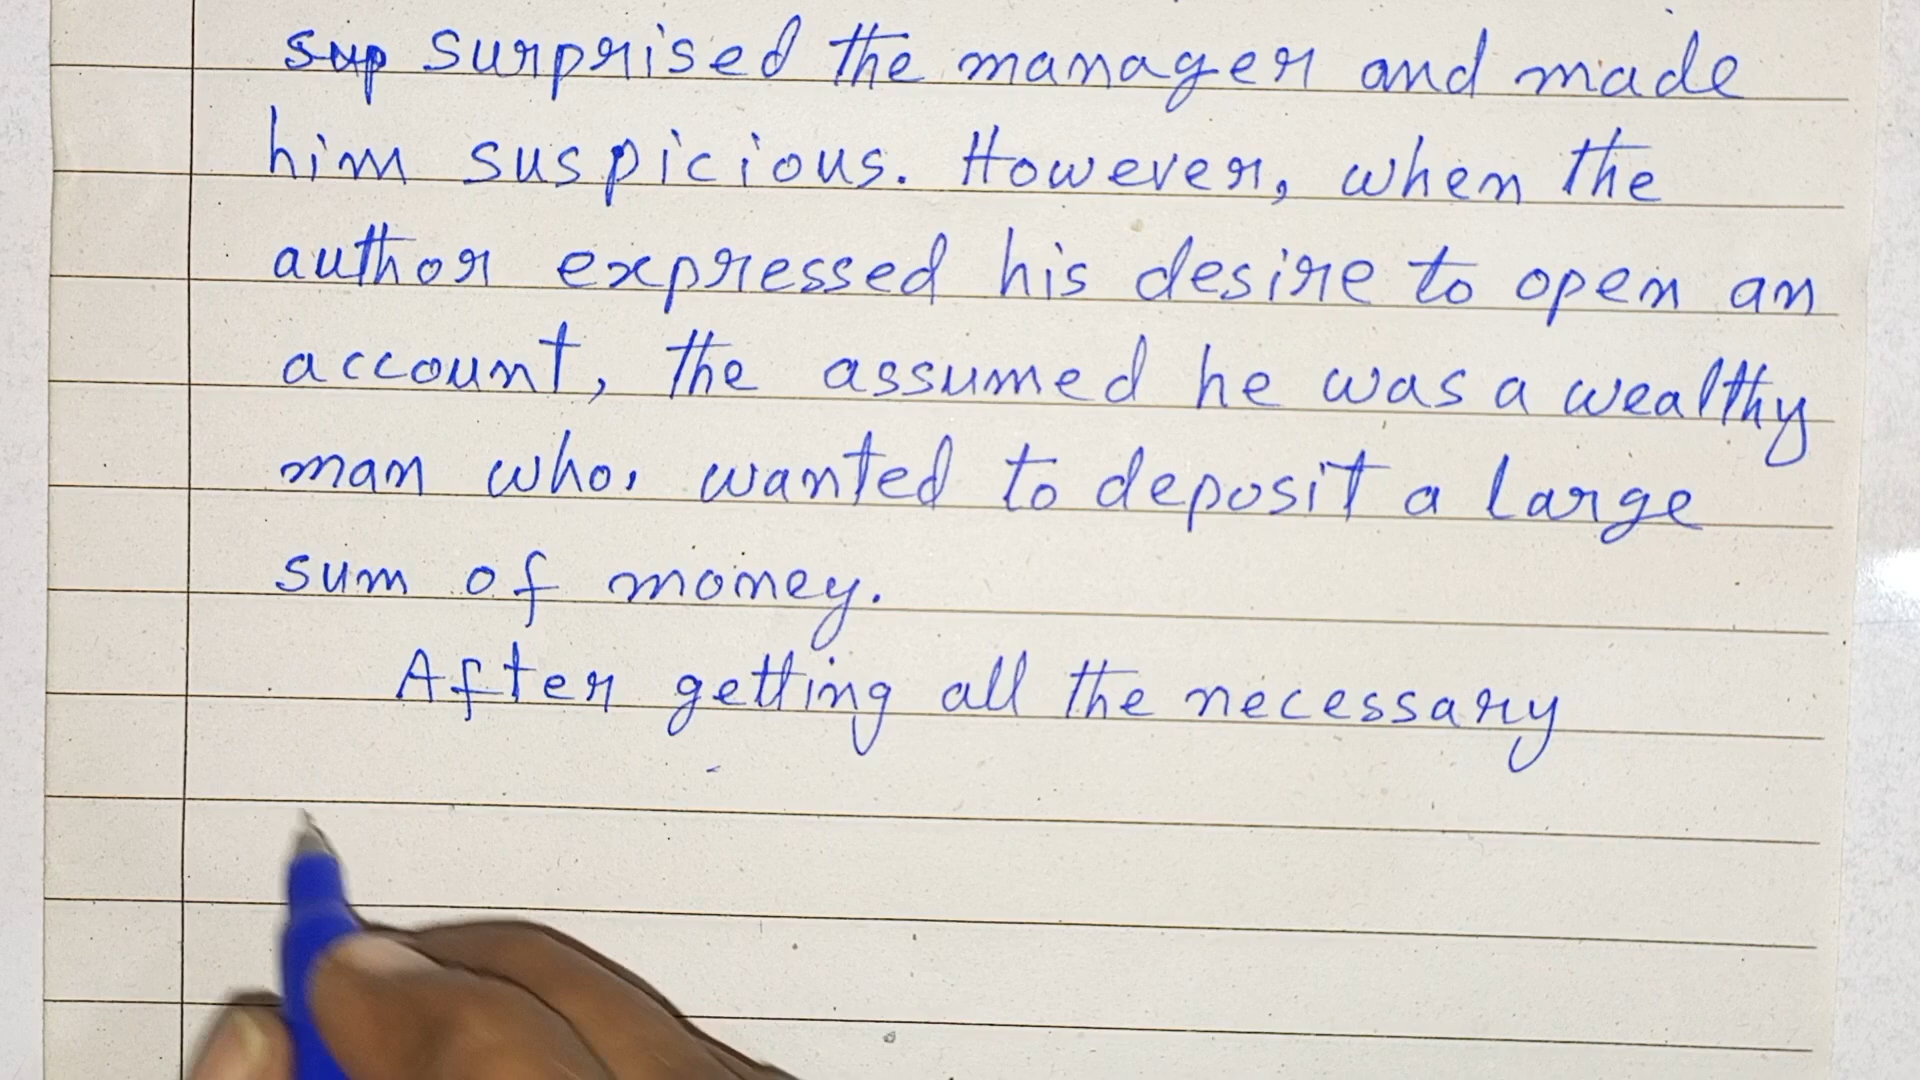 sup surprised the manager and made
him suspicious. However, when the
author expressed his desire to open an
account, the assumed he was a wealthy
man who, wanted to deposit a large
sum of money.
After getting all the necessary